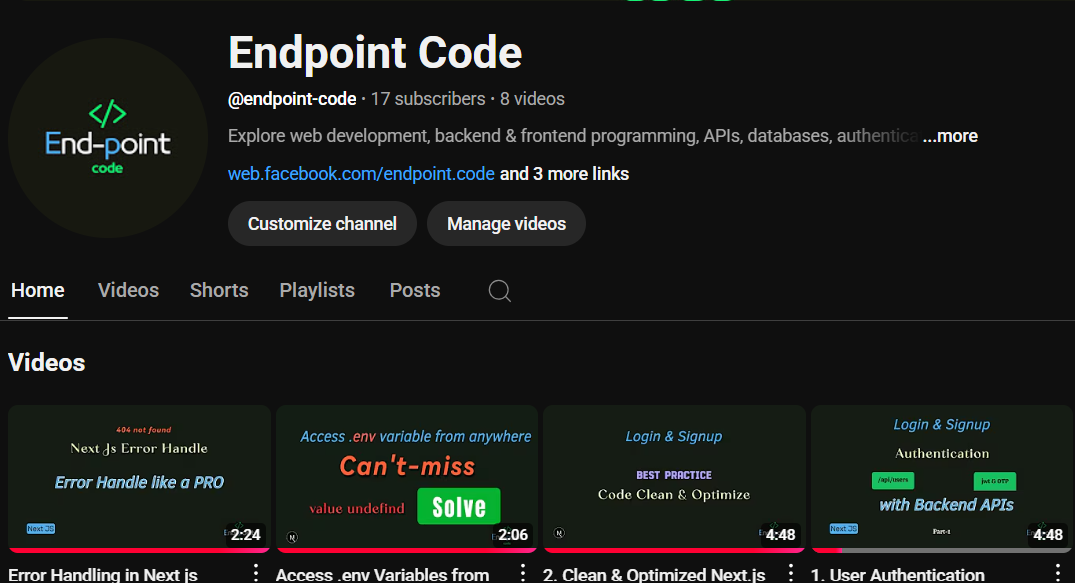 </>
End-point
code
Endpoint Code
@endpoint-code · 17 subscribers · 8 videos
Explore web development, backend & frontend programming, APIs, databases, authentica ...more
web.facebook.com/endpoint.code and 3 more links
Customize channel
Manage videos
Home
Videos
Shorts
Playlists
Posts
Videos
404 not found
Next Js Error Handle
Error Handle like a PRO
Next JS
2:24
Error Handling in Next js
Access .env variable from anywhere
Can't-miss
value undefind
Solve
N
2:06
Access .env Variables from
Login & Signup
BEST PRACTICE
Code Clean & Optimize
N
4:48
2. Clean & Optimized Next.js
Login & Signup
Authentication
/api/users
jwt & OTP
with Backend APIs
Next JS
Part-1
4:48
1. User Authentication